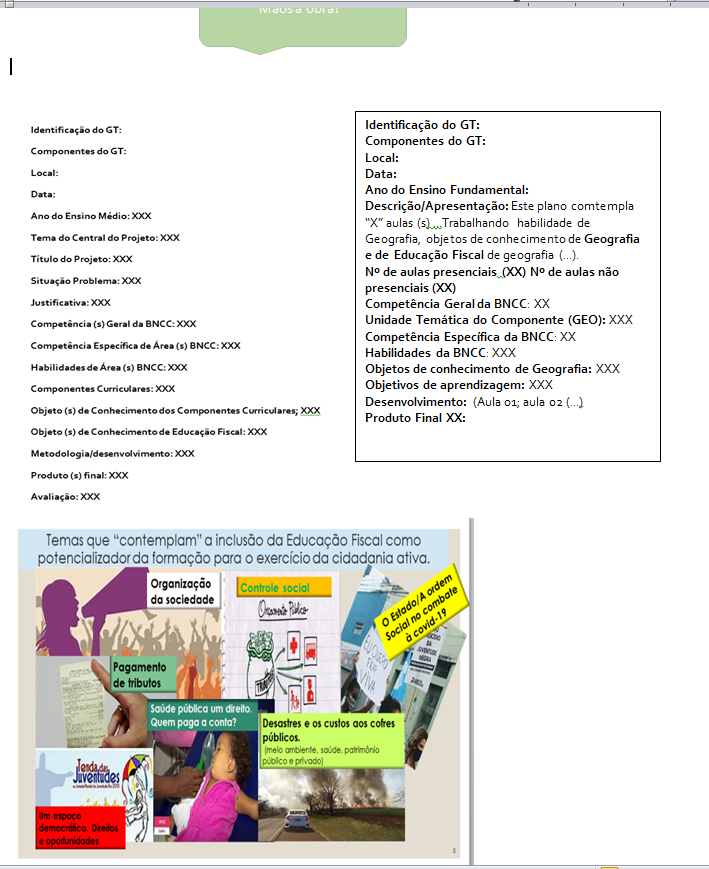 Mãos à obra!
Identificação do GT:
Componentes do GT:
Local:
Data:
Ano do Ensino Médio: XXX
Tema do Central do Projeto: XXX
Título do Projeto: XXX
Situação Problema: XXX
Justificativa: XXX
Competência (s) Geral da BNCC: XXX
Competência Específica de Área (s) BNCC: XXX
Habilidades de Área (s) BNCC: XXX
Componentes Curriculares: XXX
Objeto (s) de Conhecimento dos Componentes Curriculares; XXX
Objeto (s) de Conhecimento de Educação Fiscal: XXX
Metodologia/desenvolvimento: XXX
Produto (s) final: XXX
Avaliação: XXX
Identificação do GT:
Componentes do GT:
Local:
Data:
Ano do Ensino Fundamental:
Descrição/Apresentação: Este plano comtempla
“X” aulas (s)....Trabalhando habilidade de
Geografia, objetos de conhecimento de Geografia
e de Educação Fiscal de geografia (...).
Nº de aulas presenciais (XX) Nº de aulas não
presenciais (XX)
Competência Geral da BNCC: XX
Unidade Temática do Componente (GEO): XXX
Competência Específica da BNCC: XX
Habilidades da BNCC: XXX
Objetos de conhecimento de Geografia: XXX
Objetivos de aprendizagem: XXX
Desenvolvimento: (Aula 01; aula 02 (...)
Produto Final XX:
Temas que “contemplam” a inclusão da Educação Fiscal como
potencializador da formação para o exercício da cidadania ativa.
Organização
da sociedade
Controle social
Orçamento Público
O Estado/A ordem
Social no combate
à covid-19
EU QUERO
VIVA
JUVENTUDE
NEGRA
Pagamento
de tributos
Saúde pública um direito.
Quem paga a conta?
Desastres e os custos aos cofres
públicos.
(meio ambiente, saúde, patrimônio
público e privado)
Tenda das
Juventudes
Um espaço
democrático. Direitos
e oportunidades
8